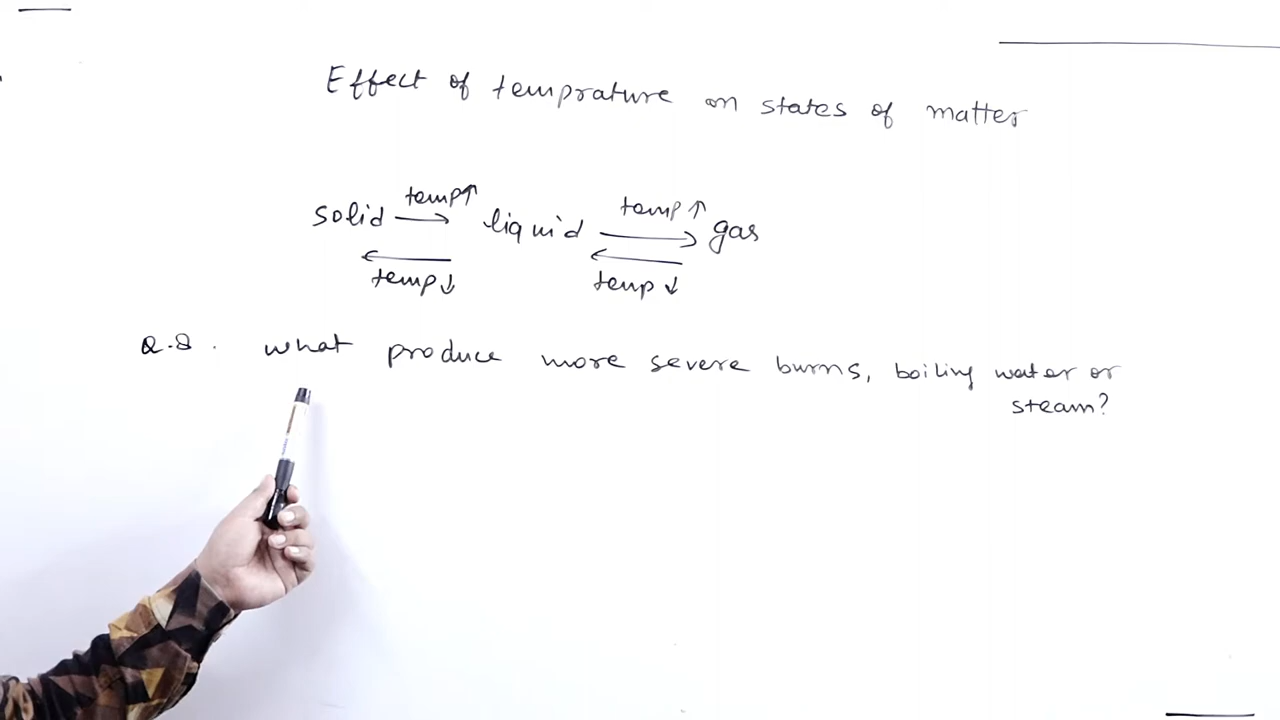 Effect of temprature on states of matter
solid temp↑→ liquid temp↑→ gas
←temp↓ ←temp↓
Q.8. what produce more severe burns, boiling water or
steam?